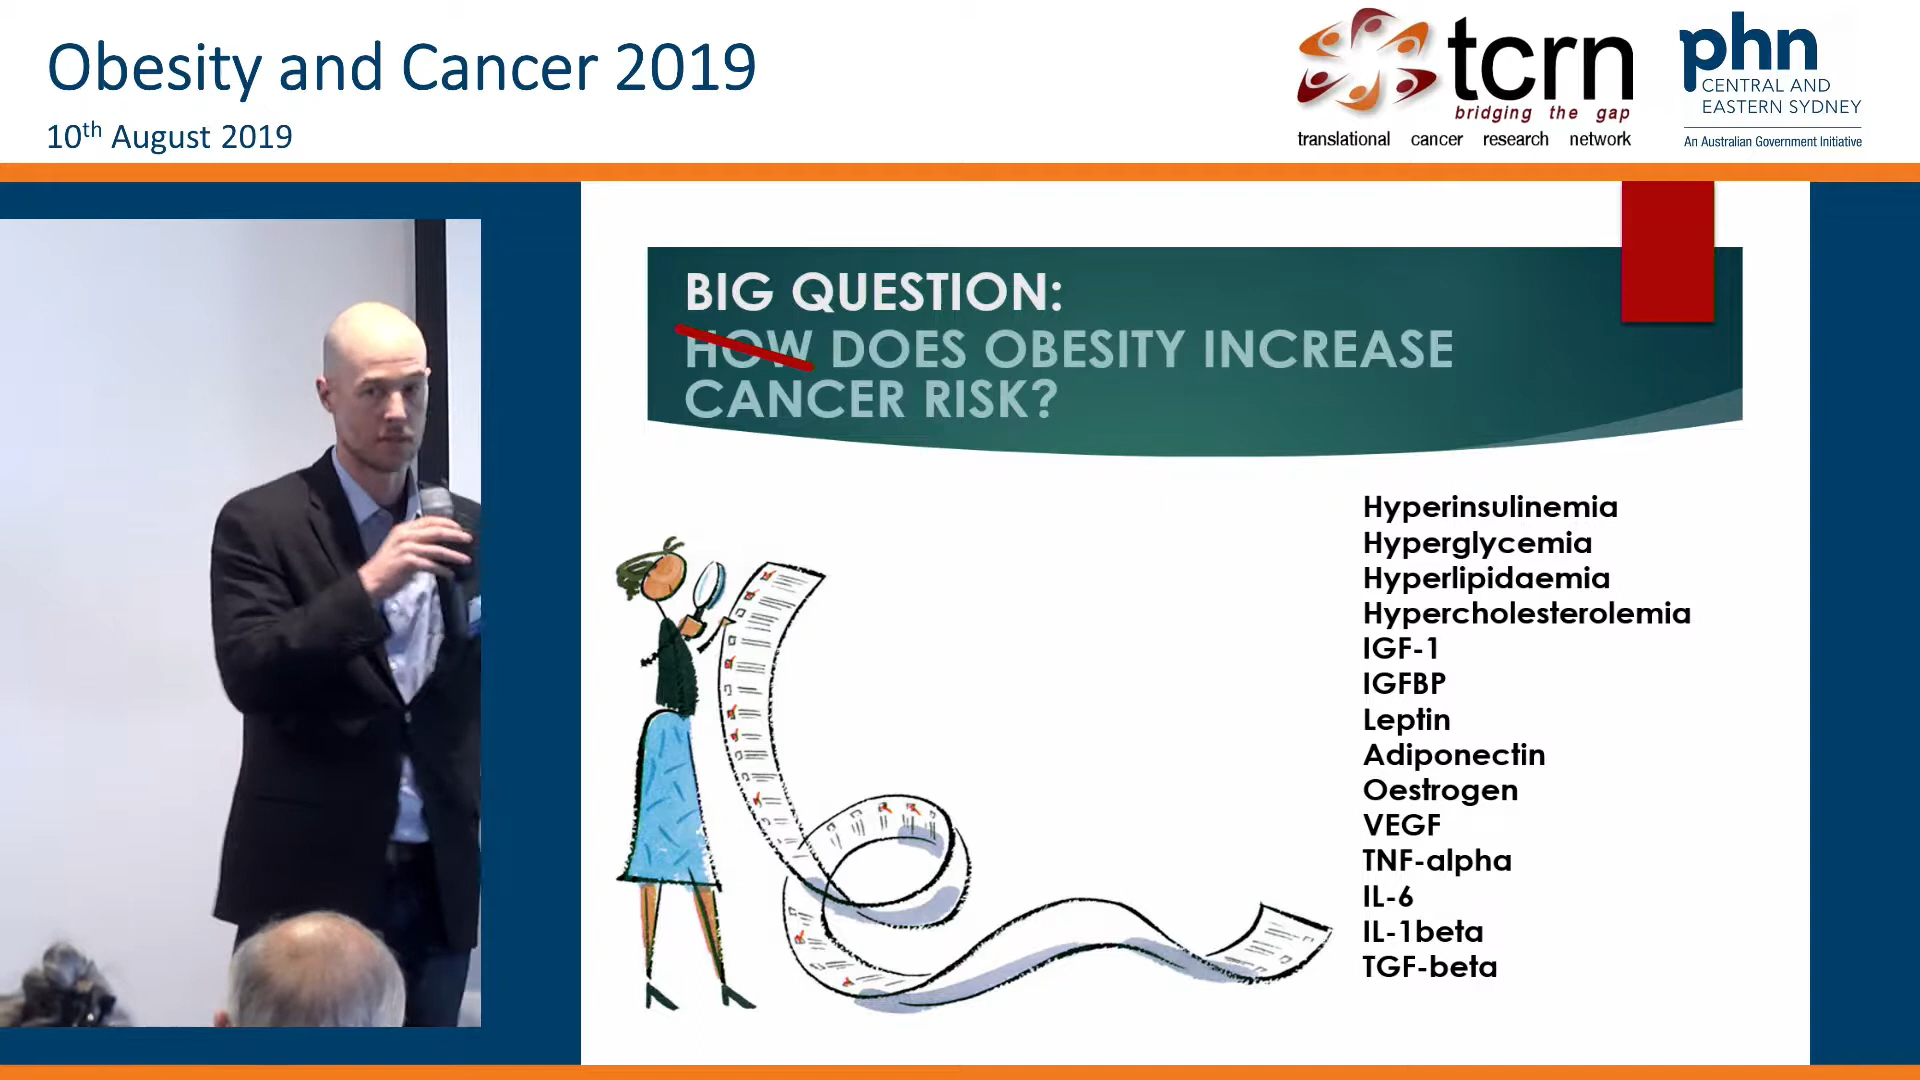 Obesity and Cancer 2019
10th August 2019
tcrn
bridging the gap
translational cancer research network
phn
CENTRAL AND
EASTERN SYDNEY
An Australian Government Initiative
BIG QUESTION:
HOW DOES OBESITY INCREASE
CANCER RISK?
Hyperinsulinemia
Hyperglycemia
Hyperlipidaemia
Hypercholesterolemia
IGF-1
IGFBP
Leptin
Adiponectin
Oestrogen
VEGF
TNF-alpha
IL-6
IL-1beta
TGF-beta